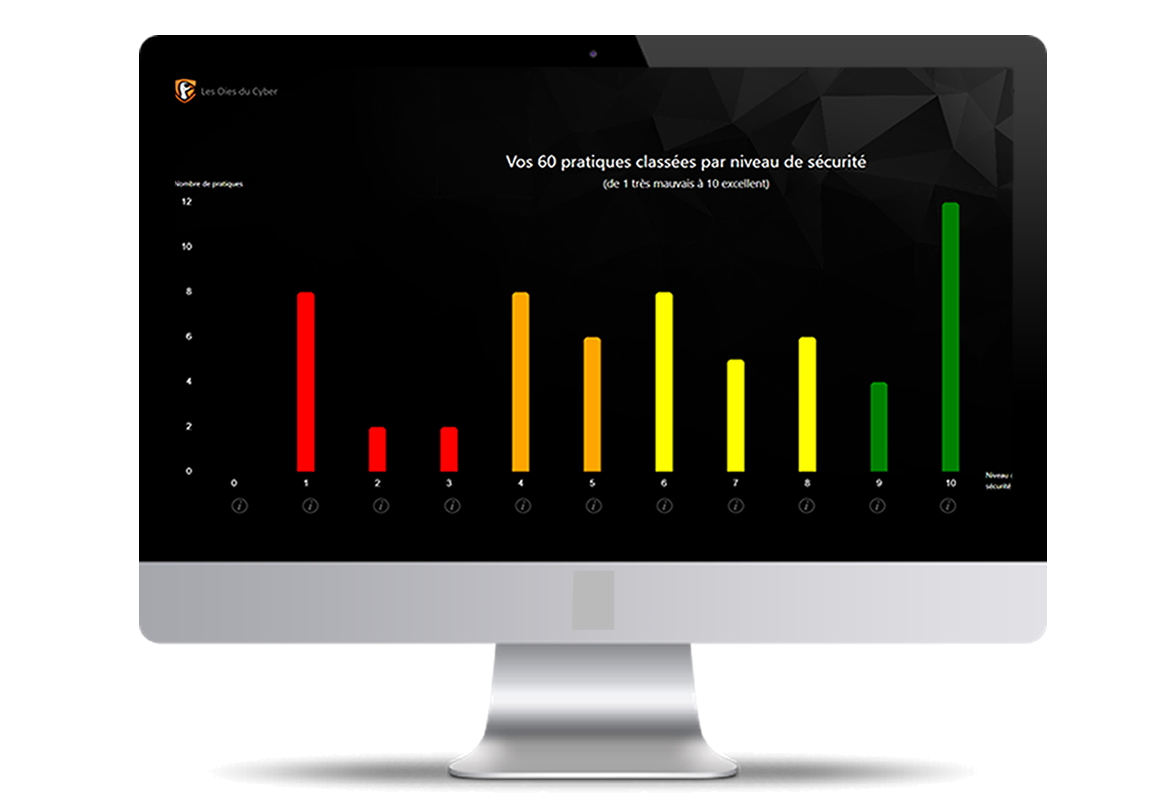 Les Oies du Cyber
Vos 60 pratiques classées par niveau de sécurité
(de 1 très mauvais à 10 excellent)
Nombre de pratiques
12
10
8
6
4
2
0
0 1 2 3 4 5 6 7 8 9 10
Niveau
sécurité
i i i i i i i i i i i